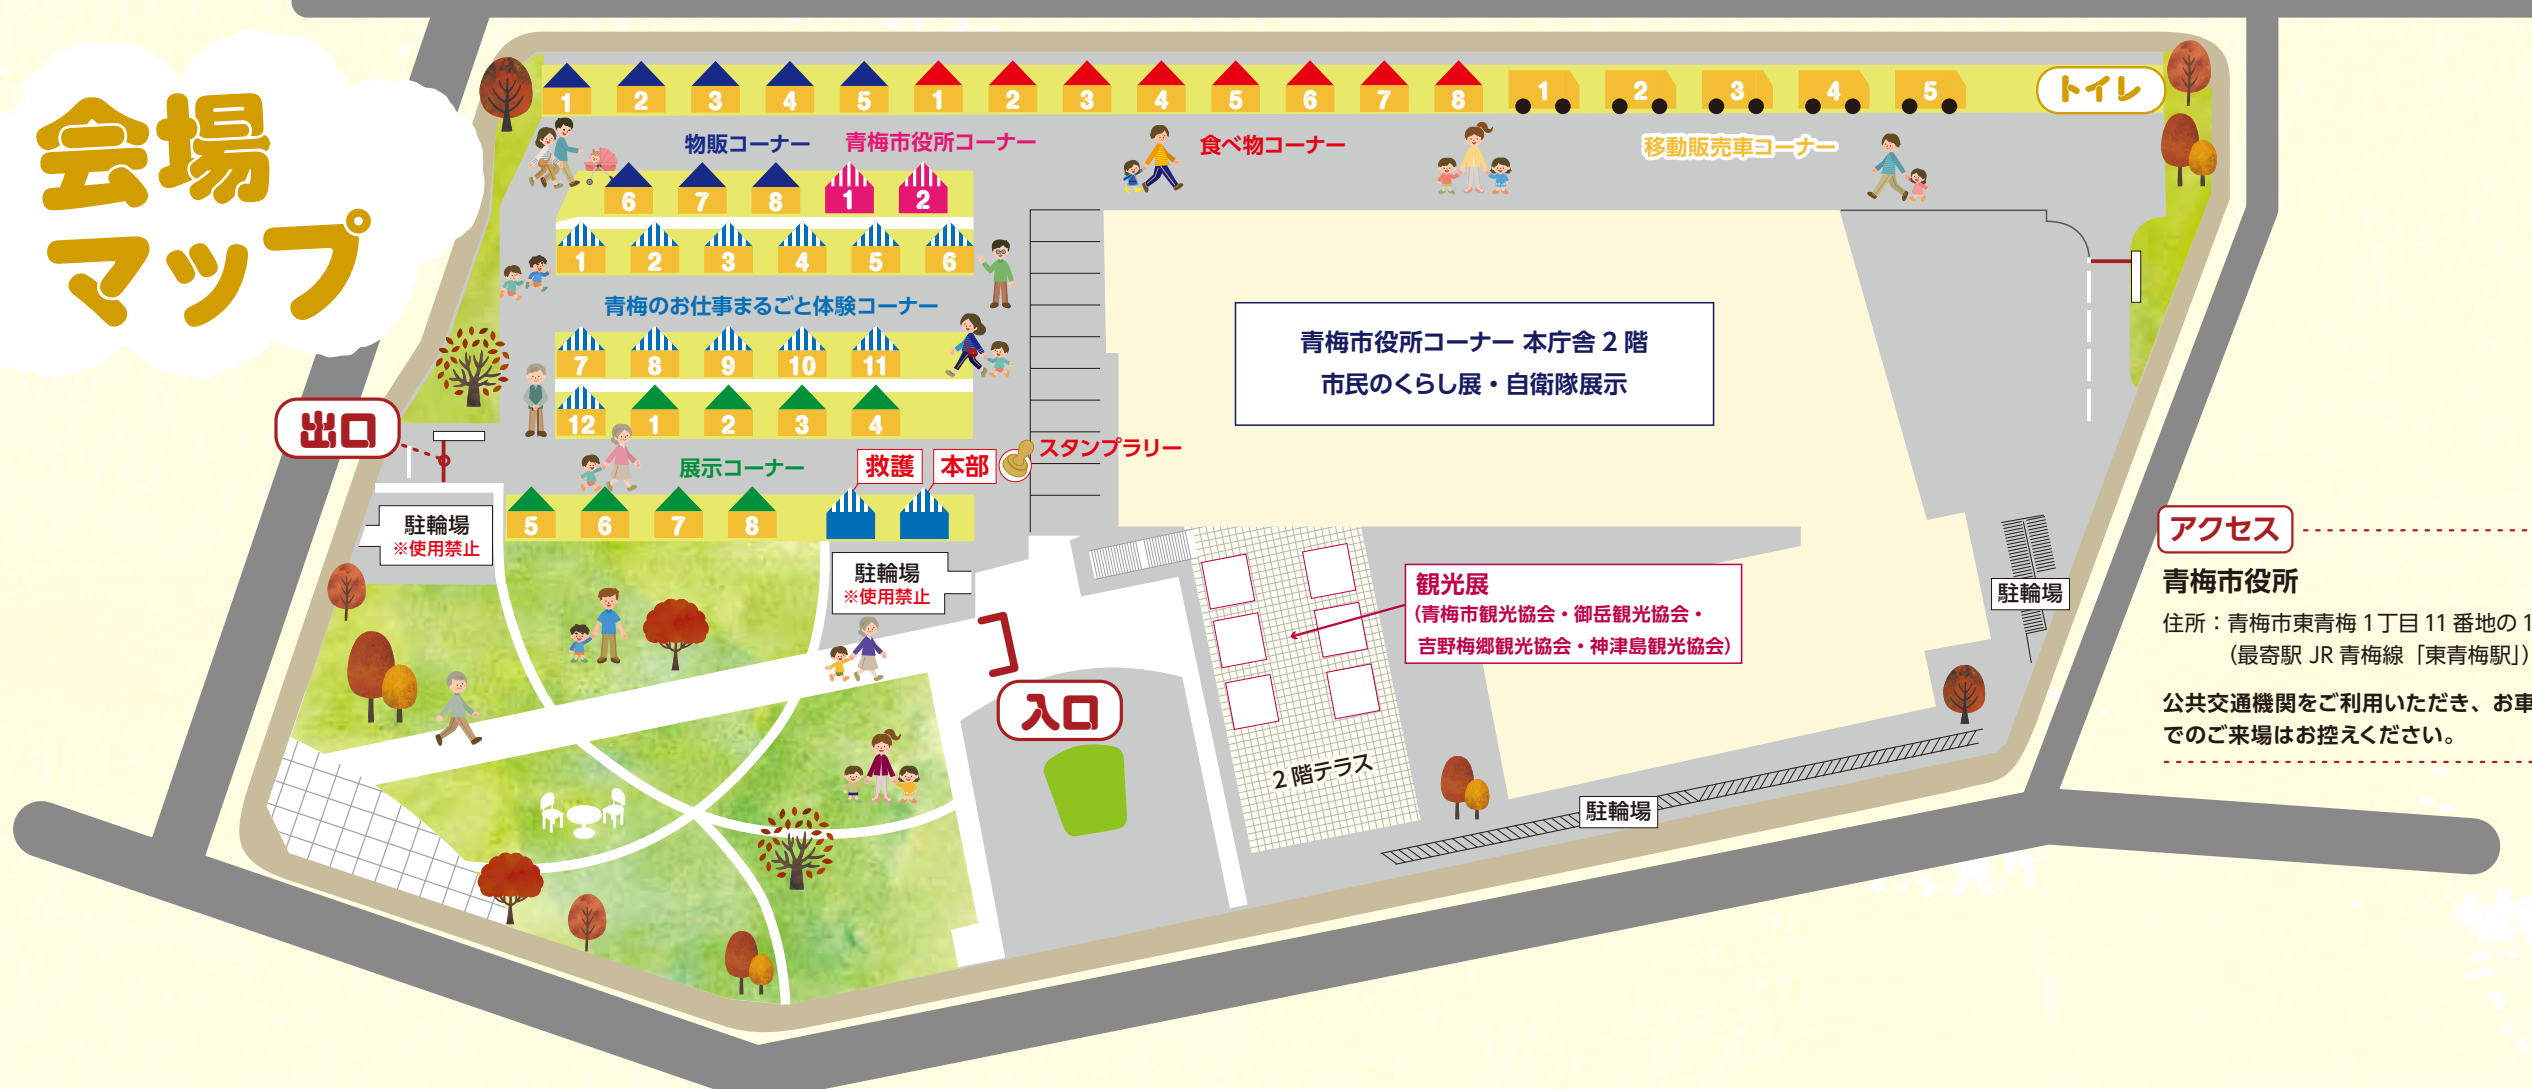 会場
マップ
1 2 3 4 5 1 2 3 4 5 6 7 8 1 2 3 4 5
トイレ
物販コーナー
青梅市役所コーナー
食べ物コーナー
移動販売車コーナー
6 7 8 1 2
1 2 3 4 5 6
青梅のお仕事まるごと体験コーナー
7 8 9 10 11
12 1 2 3 4
出口
展示コーナー
救護
本部
スタンプラリー
5 6 7 8
駐輪場
※使用禁止
駐輪場
※使用禁止
入口
青梅市役所コーナー 本庁舎 2 階
市民のくらし展・自衛隊展示
観光展
(青梅市観光協会・御岳観光協会・
吉野梅郷観光協会・神津島観光協会)
2 階テラス
駐輪場
駐輪場
アクセス
青梅市役所
住所：青梅市東青梅 1 丁目 11 番地の 1
(最寄駅 JR 青梅線「東青梅駅」)
公共交通機関をご利用いただき、お車
でのご来場はお控えください。